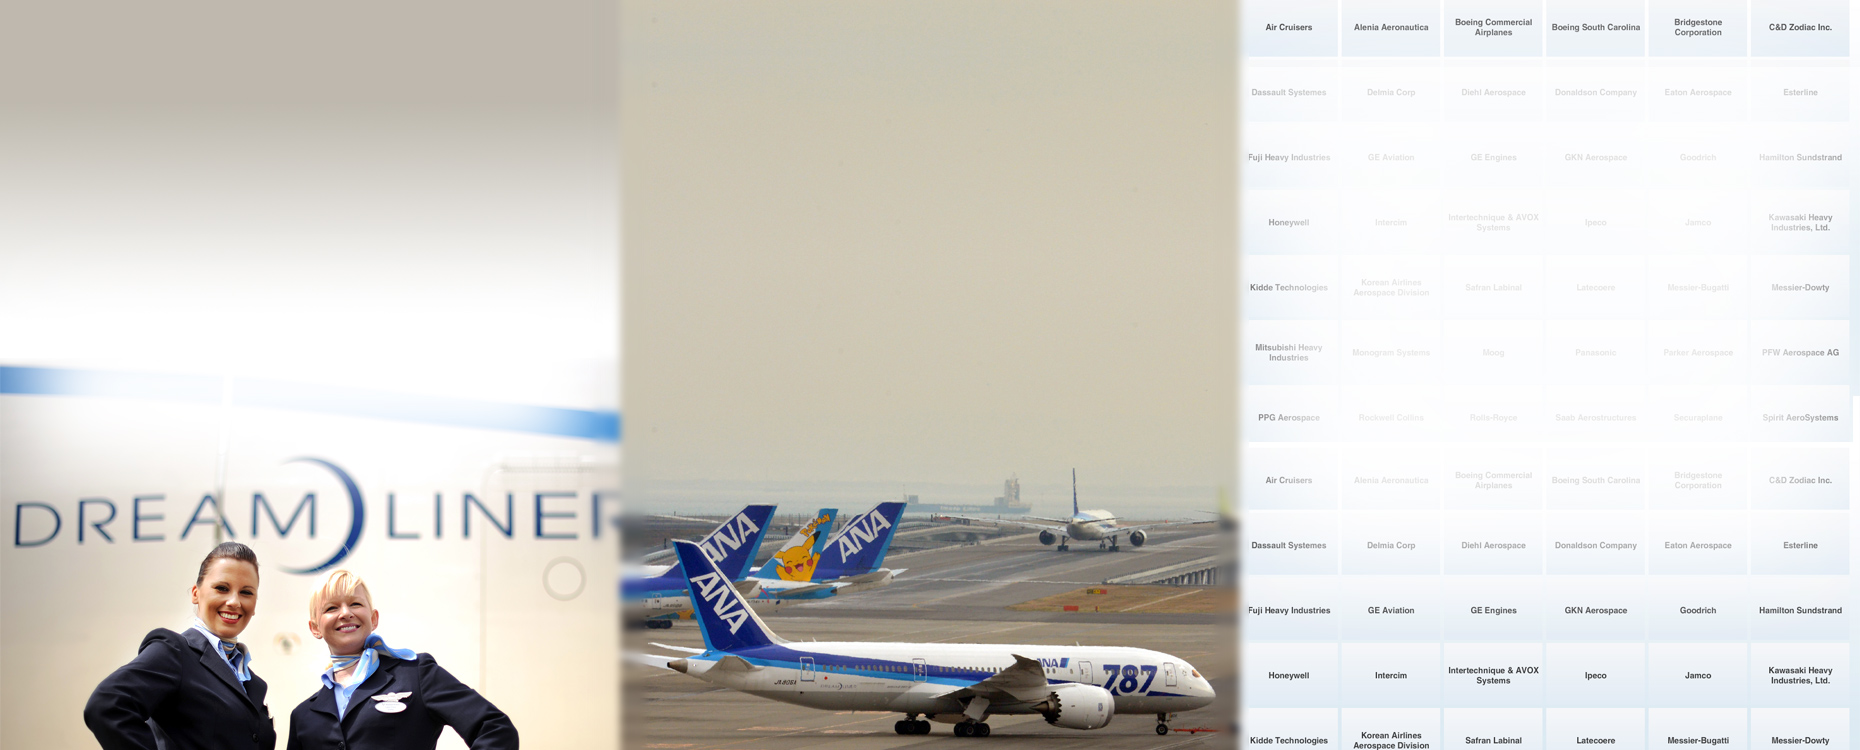 DREAMLINER
ANA
ANA
ANA
ANA
787
Air Cruisers
Alenia Aeronautica
Boeing Commercial
Airplanes
Boeing South Carolina
Bridgestone
Corporation
C&D Zodiac Inc.
Dassault Systemes
Delmia Corp
Diehl Aerospace
Donaldson Company
Eaton Aerospace
Esterline
Fuji Heavy Industries
GE Aviation
GE Engines
GKN Aerospace
Goodrich
Hamilton Sundstrand
Honeywell
Intercim
Intertechnique & AVOX
Systems
Ipeco
Jamco
Kawasaki Heavy
Industries, Ltd.
Kidde Technologies
Korean Airlines
Aerospace Division
Safran Labinal
Latecoere
Messier-Bugatti
Messier-Dowty
Mitsubishi Heavy
Industries
Monogram Systems
Moog
Panasonic
Parker Aerospace
PFW Aerospace AG
PPG Aerospace
Rockwell Collins
Rolls-Royce
Saab Aerostructures
Securaplane
Spirit AeroSystems
Air Cruisers
Alenia Aeronautica
Boeing Commercial
Airplanes
Boeing South Carolina
Bridgestone
Corporation
C&D Zodiac Inc.
Dassault Systemes
Delmia Corp
Diehl Aerospace
Donaldson Company
Eaton Aerospace
Esterline
Fuji Heavy Industries
GE Aviation
GE Engines
GKN Aerospace
Goodrich
Hamilton Sundstrand
Honeywell
Intercim
Intertechnique & AVOX
Systems
Ipeco
Jamco
Kawasaki Heavy
Industries, Ltd.
Kidde Technologies
Korean Airlines
Aerospace Division
Safran Labinal
Latecoere
Messier-Bugatti
Messier-Dowty